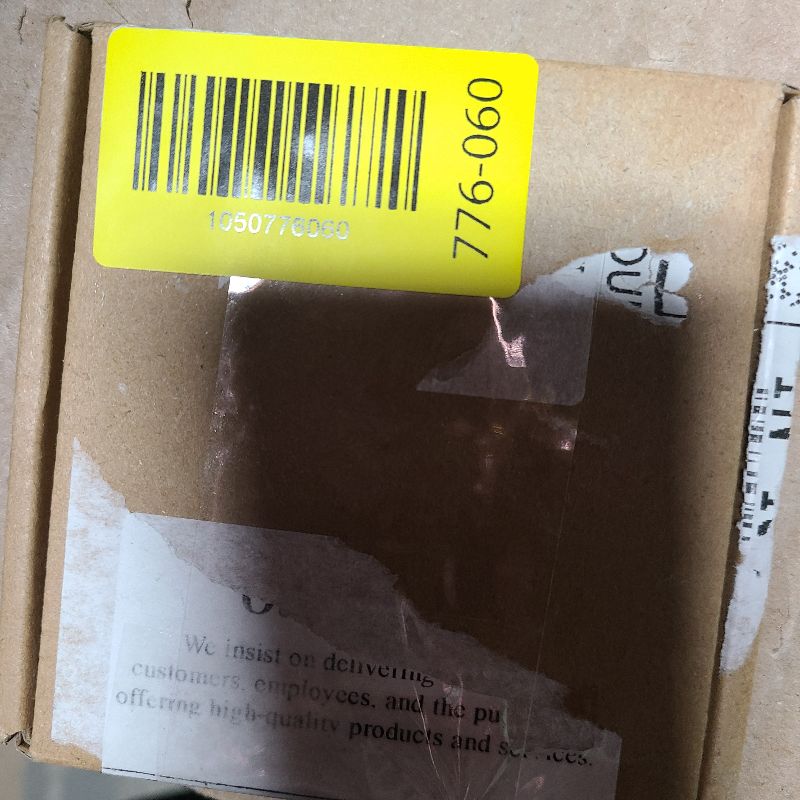 1050776060
776-060
We insist on delivering
customers, employees, and the pu
offering high-quality products and services.